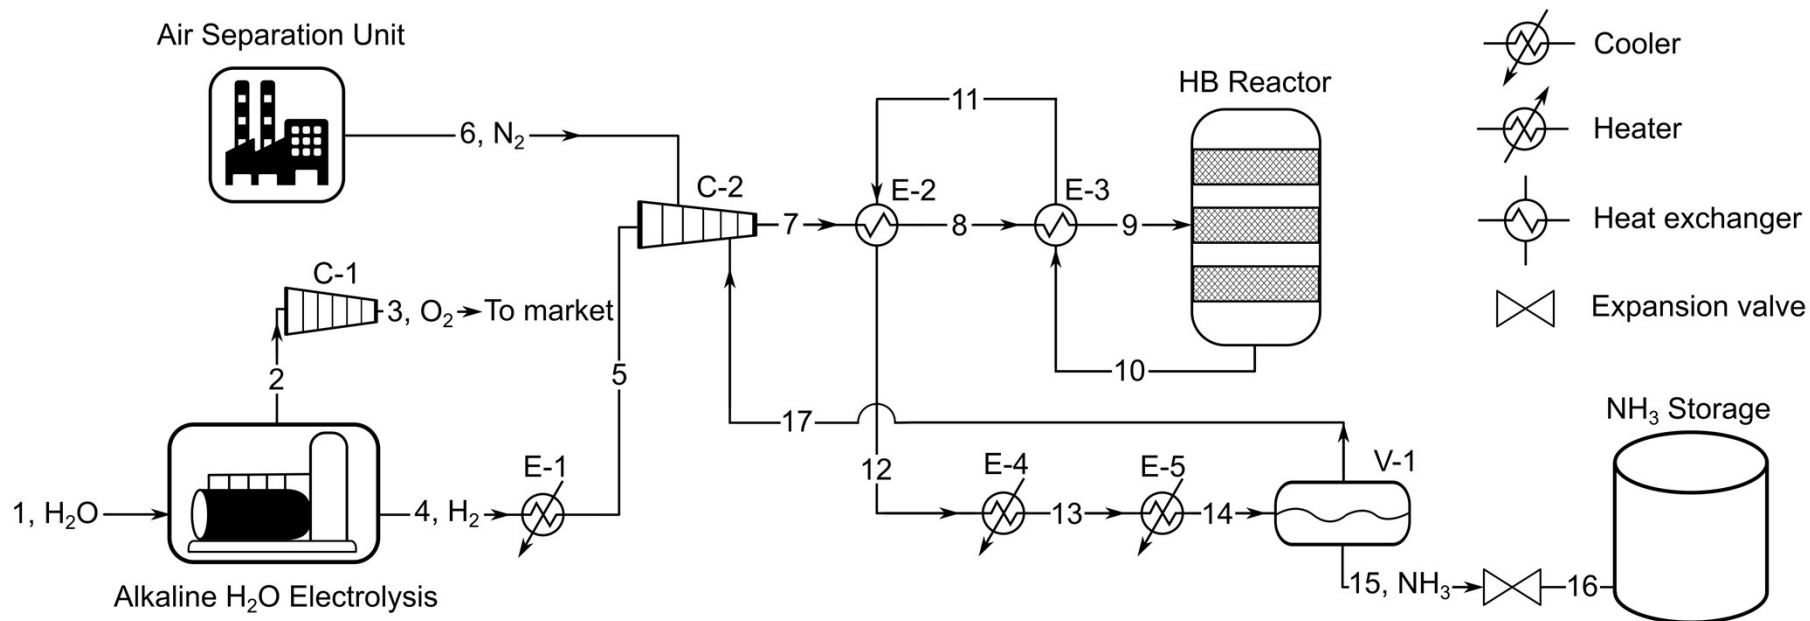 Air Separation Unit
6, N₂
C-2
7
E-2
8
E-3
9
HB Reactor
11
10
Cooler
Heater
Heat exchanger
Expansion valve
C-1
3, O₂
To market
2
5
17
1, H₂O
4, H₂
E-1
Alkaline H₂O Electrolysis
12
E-4
13
E-5
14
V-1
15, NH₃
16
NH₃ Storage